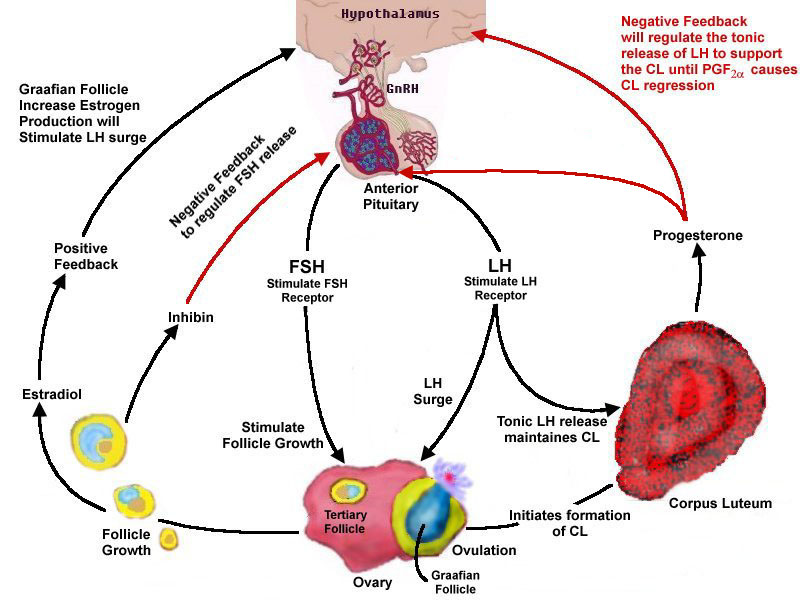 Hypothalamus
GnRH
Anterior
Pituitary
Negative Feedback
will regulate the tonic
release of LH to support
the CL until PGF2α causes
CL regression
Graafian Follicle
Increase Estrogen
Production will
Stimulate LH surge
Negative Feedback
to regulate FSH release
Positive
Feedback
Inhibin
Estradiol
FSH
Stimulate FSH
Receptor
LH
Stimulate LH
Receptor
Progesterone
LH
Surge
Stimulate
Follicle Growth
Tonic LH release
maintaines CL
Corpus Luteum
Initiates formation
of CL
Tertiary
Follicle
Follicle
Growth
Ovulation
Ovary
Graafian
Follicle